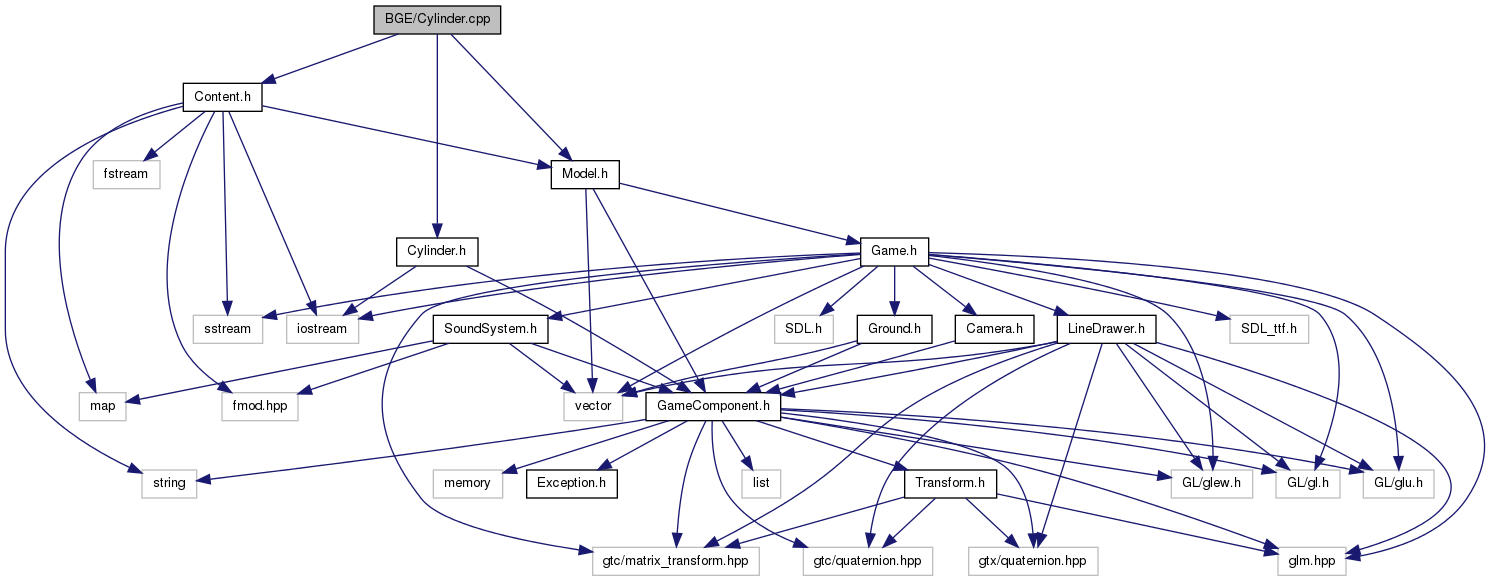 BGE/Cylinder.cpp
Content.h
fstream
Model.h
Cylinder.h
Game.h
sstream
iostream
SoundSystem.h
SDL.h
Ground.h
Camera.h
LineDrawer.h
SDL_ttf.h
map
fmod.hpp
vector
GameComponent.h
string
memory
Exception.h
list
Transform.h
GL/glew.h
GL/gl.h
GL/glu.h
gtc/matrix_transform.hpp
gtc/quaternion.hpp
gtx/quaternion.hpp
glm.hpp